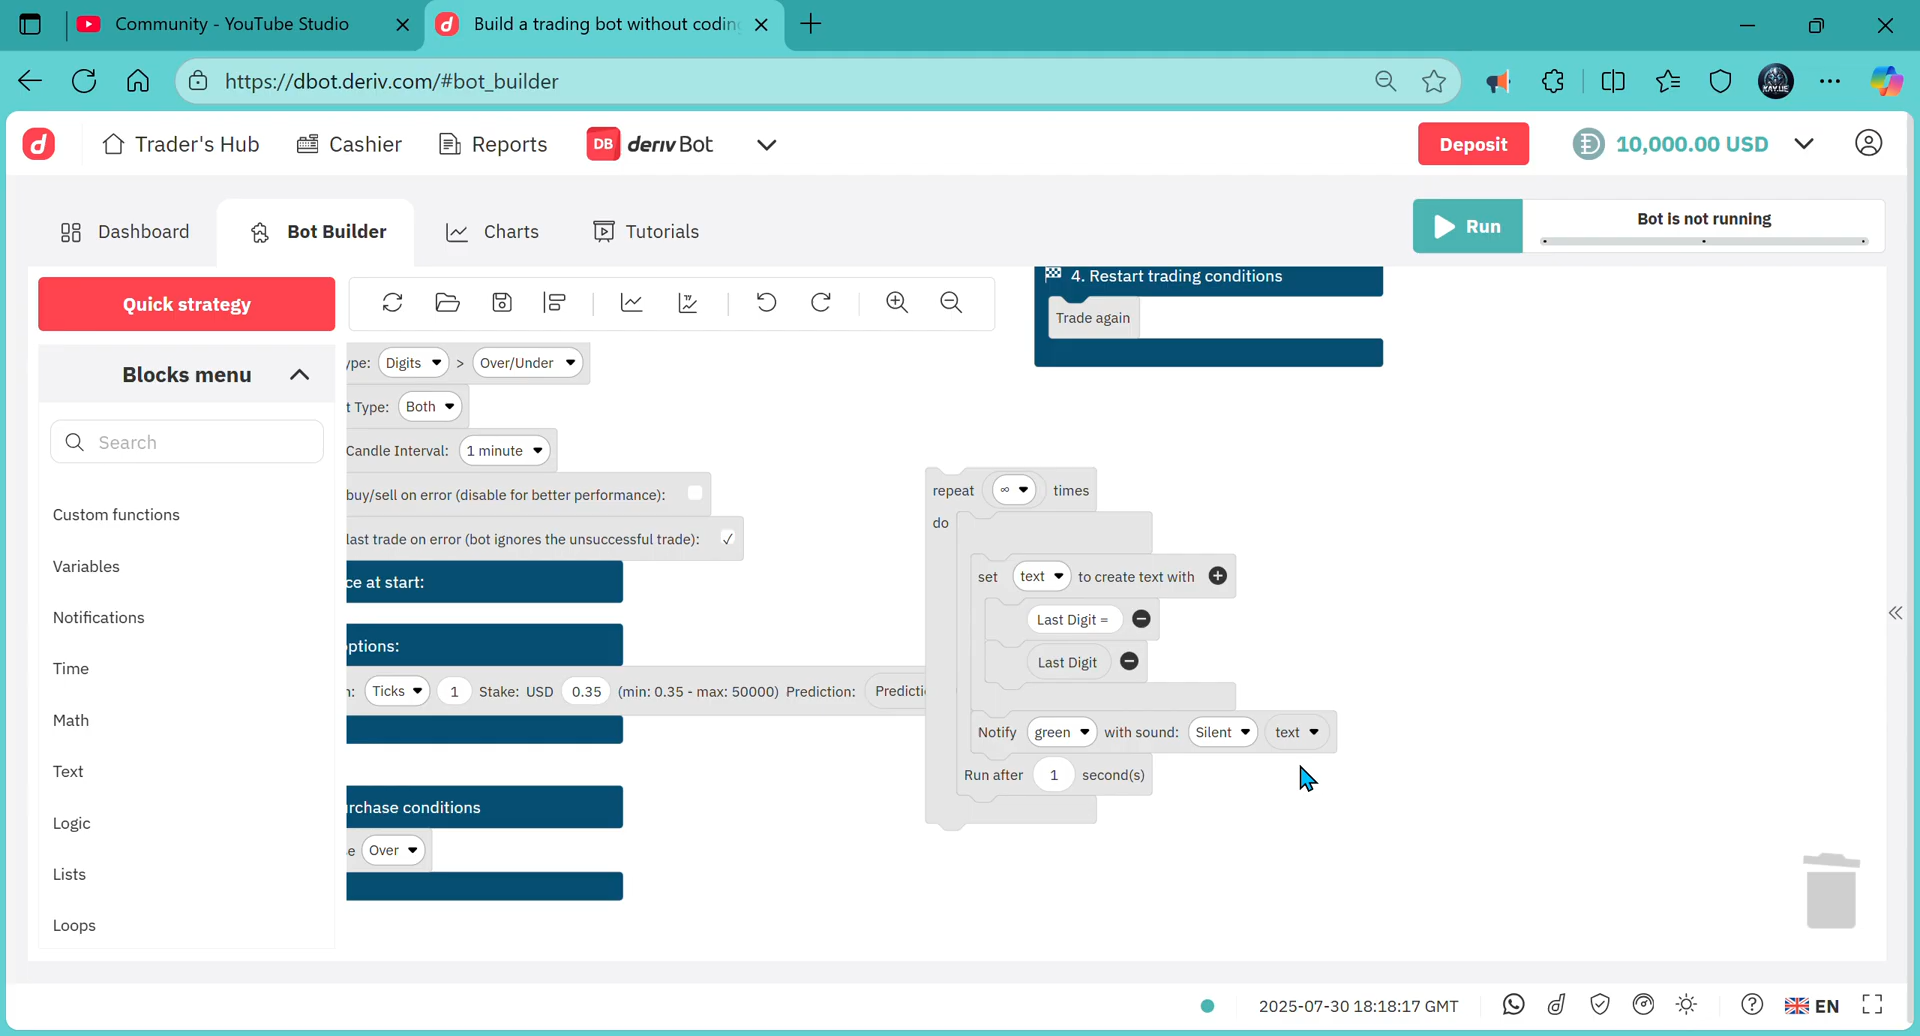 Community - YouTube Studio
Build a trading bot without coding
https://dbot.deriv.com/#bot_builder
d
Trader's Hub
Cashier
Reports
DB deriv Bot
Deposit
10,000.00 USD
Dashboard
Bot Builder
Charts
Tutorials
Run
Bot is not running
Quick strategy
Blocks menu
Search
Custom functions
Variables
Notifications
Time
Math
Text
Logic
Lists
Loops
ype: Digits > Over/Under
t Type: Both
Candle Interval: 1 minute
buy/sell on error (disable for better performance):
last trade on error (bot ignores the unsuccessful trade): ✓
ce at start:
options:
n: Ticks 1 Stake: USD 0.35 (min: 0.35 - max: 50000) Prediction: Predicti
urchase conditions
e Over
4. Restart trading conditions
Trade again
repeat ∞ times
do
set text to create text with
Last Digit =
Last Digit
Notify green with sound: Silent text
Run after 1 second(s)
2025-07-30 18:18:17 GMT
EN